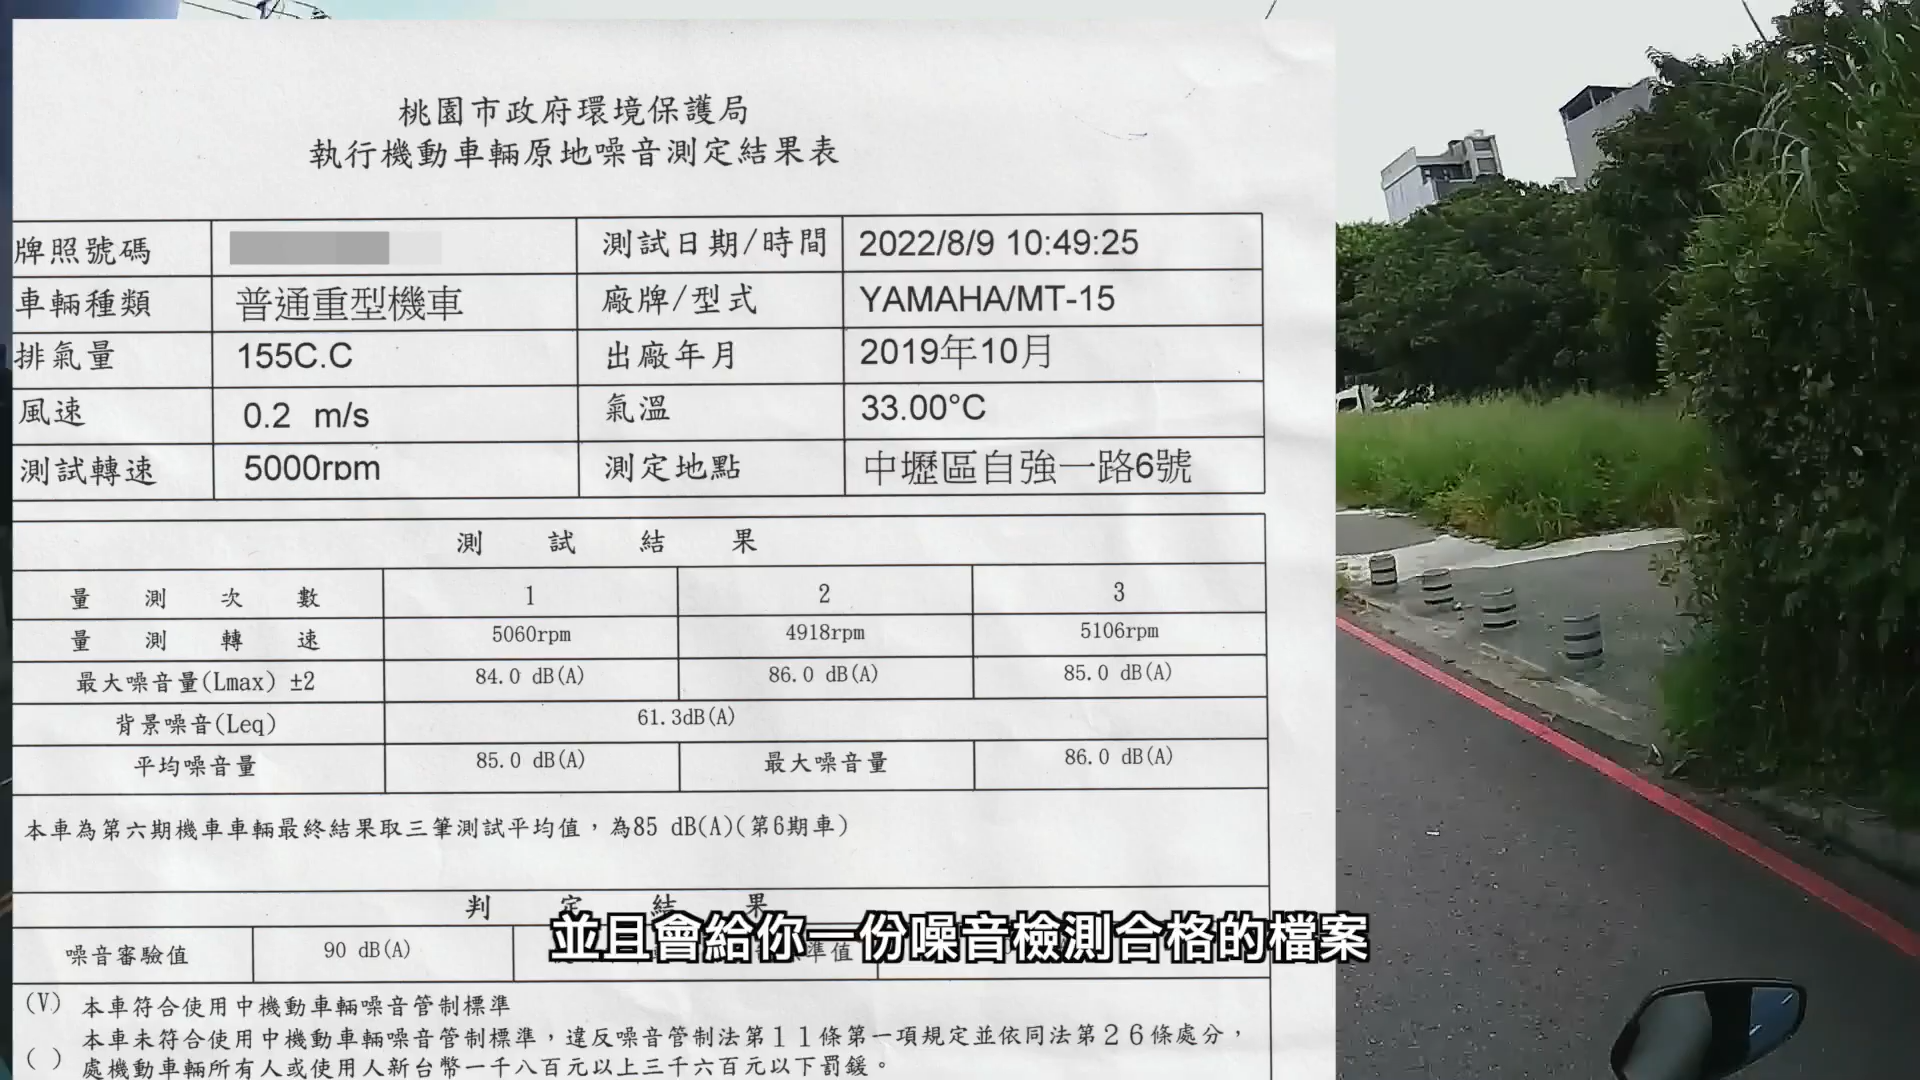 桃園市政府環境保護局
執行機動車輛原地噪音測定結果表
牌照號碼 測試日期/時間 2022/8/9 10:49:25
車輛種類 普通重型機車 廠牌/型式 YAMAHA/MT-15
排氣量 155C.C 出廠年月 2019年10月
風速 0.2 m/s 氣溫 33.00°C
測試轉速 5000rpm 測定地點 中壢區自強一路6號
測試結果
量測次數 1 2 3
量測轉速 5060rpm 4918rpm 5106rpm
最大噪音量(Lmax) ±2 84.0 dB(A) 86.0 dB(A) 85.0 dB(A)
背景噪音(Leq) 61.3dB(A)
平均噪音量 85.0 dB(A) 最大噪音量 86.0 dB(A)
本車為第六期機車車輛最終結果取三筆測試平均值，為85 dB(A)(第6期車)
判定結果
噪音審驗值 90 dB(A) 準值
並且會給你一份噪音檢測合格的檔案
(V) 本車符合使用中機動車輛噪音管制標準
本車未符合使用中機動車輛噪音管制標準，違反噪音管制法第11條第一項規定並依同法第26條處分，
( ) 處機動車輛所有人或使用人新台幣一千八百元以上三千六百元以下罰鍰。